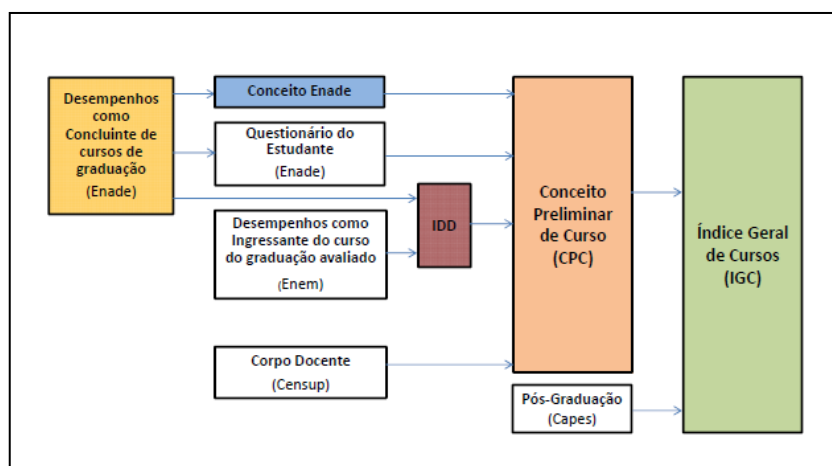 Desempenhos
como
Concluinte de
cursos de
graduação
(Enade)
Conceito Enade
Questionário do
Estudante
(Enade)
Desempenhos como
Ingressante do curso
do graduação avaliado
(Enem)
IDD
Corpo Docente
(Censup)
Conceito
Preliminar
de Curso
(CPC)
Pós-Graduação
(Capes)
Índice Geral
de Cursos
(IGC)